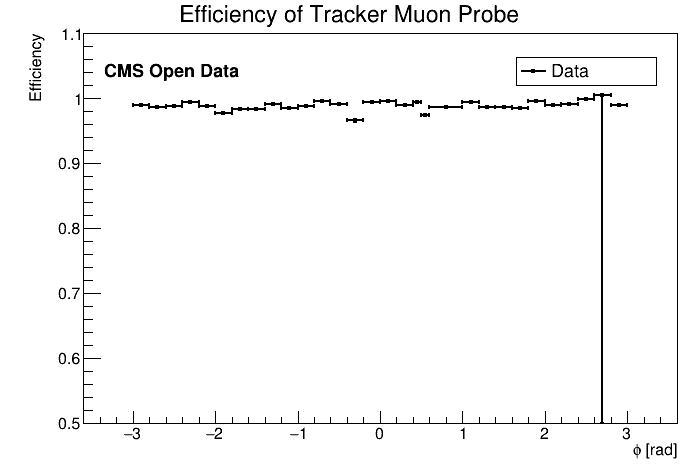 Efficiency of Tracker Muon Probe
Efficiency
1.1
CMS Open Data
Data
1
0.9
0.8
0.7
0.6
0.5
−3
−2
−1
0
1
2
3
ϕ [rad]